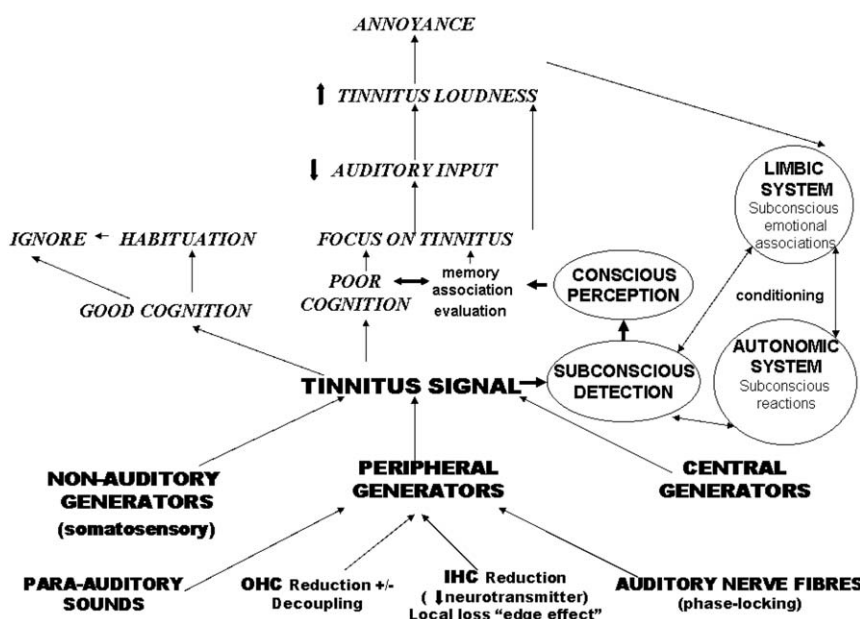 ANNOYANCE
⬆ TINNITUS LOUDNESS
⬇ AUDITORY INPUT
LIMBIC
SYSTEM
Subconscious
emotional
associations
IGNORE
HABITUATION
FOCUS ON TINNITUS
GOOD COGNITION
POOR
COGNITION
memory
association
evaluation
CONSCIOUS
PERCEPTION
conditioning
TINNITUS SIGNAL
SUBCONSCIOUS
DETECTION
AUTONOMIC
SYSTEM
Subconscious
reactions
NON-AUDITORY
GENERATORS
(somatosensory)
PERIPHERAL
GENERATORS
CENTRAL
GENERATORS
PARA-AUDITORY
SOUNDS
OHC Reduction +/-
Decoupling
IHC Reduction
(⬇neurotransmitter)
Local loss “edge effect”
AUDITORY NERVE FIBRES
(phase-locking)